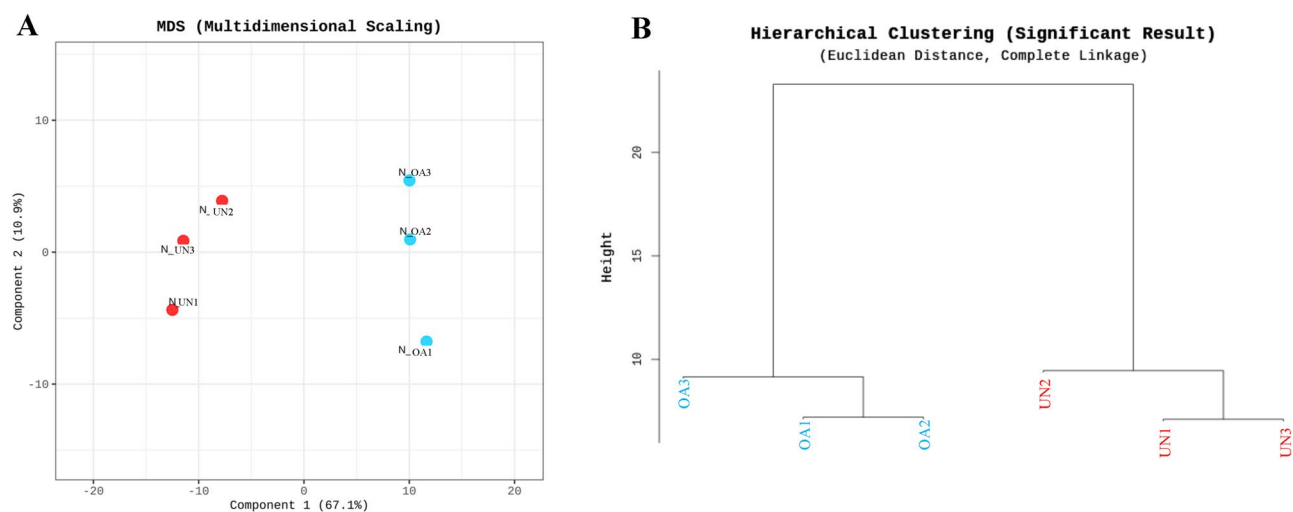 A
MDS (Multidimensional Scaling)
10
0
-10
Component 2 (10.9%)
N_OA3
N_UN2
N_OA2
N_UN3
N_UN1
N_OA1
-20
-10
0
10
20
Component 1 (67.1%)
B
Hierarchical Clustering (Significant Result)
(Euclidean Distance, Complete Linkage)
Height
20
15
10
OA3
OA1
OA2
UN2
UN1
UN3